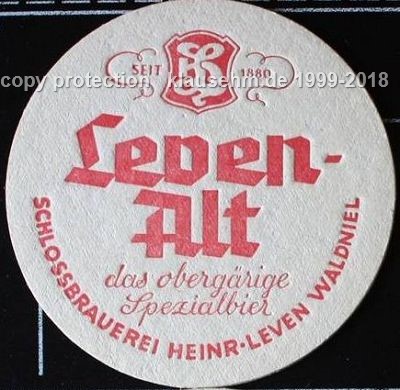 SEIT 1880
copy protection klausehm.de 1999-2018
Leven-
Alt
das obergärige
Spezialbier
SCHLOSSBRAUEREI HEINR·LEVEN WALDNIEL